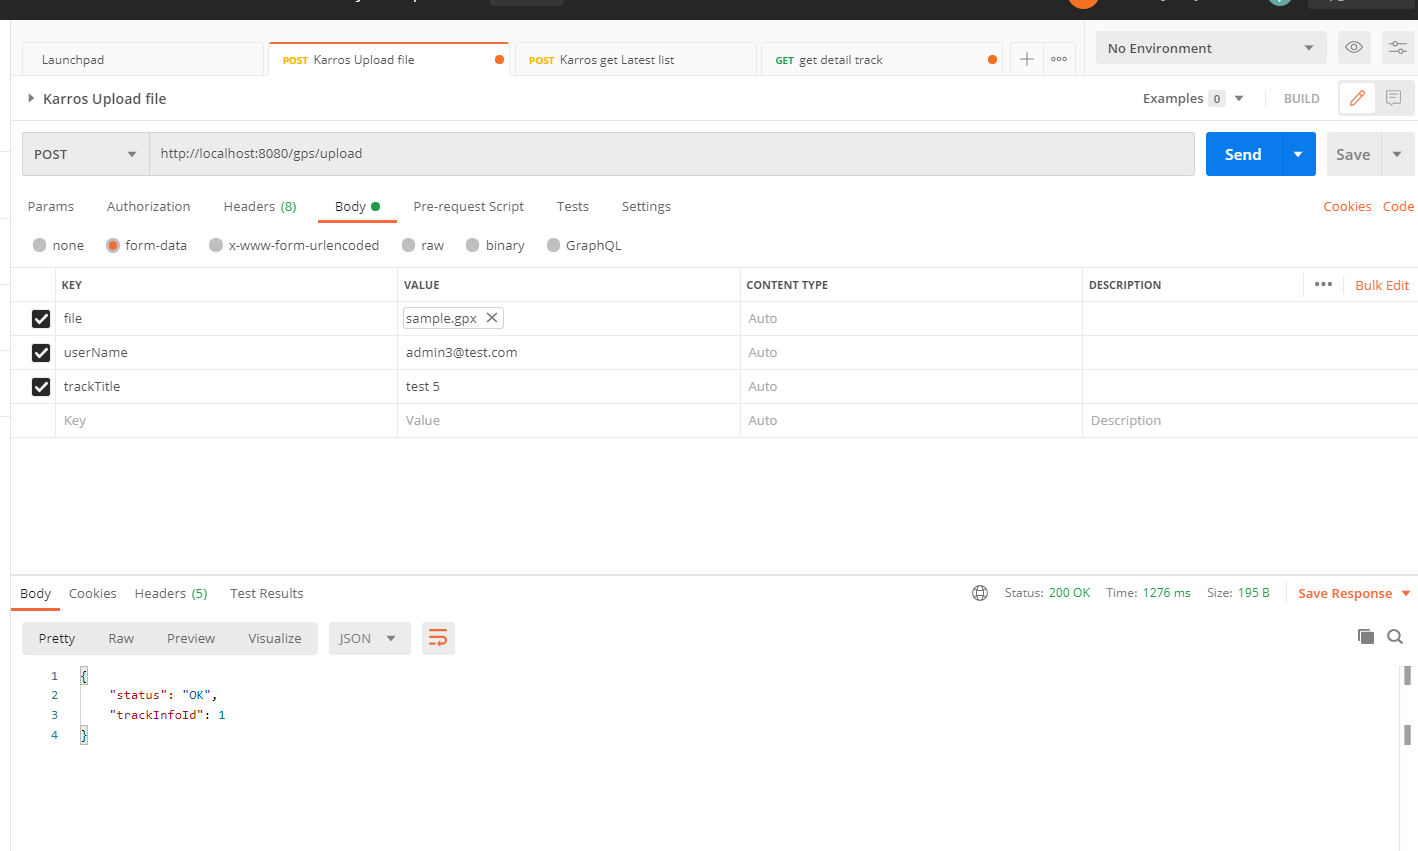 Launchpad
POST Karros Upload file
POST Karros get Latest list
GET get detail track
No Environment
Karros Upload file
Examples 0
BUILD
POST
http://localhost:8080/gps/upload
Send
Save
Params Authorization Headers (8) Body Pre-request Script Tests Settings
Cookies Code
none form-data x-www-form-urlencoded raw binary GraphQL
KEY VALUE CONTENT TYPE DESCRIPTION Bulk Edit
file sample.gpx Auto
userName admin3@test.com Auto
trackTitle test 5 Auto
Key Value Auto Description
Body Cookies Headers (5) Test Results
Status: 200 OK Time: 1276 ms Size: 195 B Save Response
Pretty Raw Preview Visualize JSON
1 {
2 "status": "OK",
3 "trackInfoId": 1
4 }